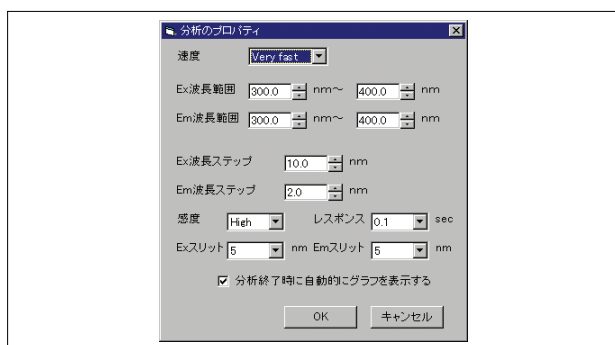 分析のプロパティ
速度 Very fast
Ex波長範囲 300.0 nm～ 400.0 nm
Em波長範囲 300.0 nm～ 400.0 nm
Ex波長ステップ 10.0 nm
Em波長ステップ 2.0 nm
感度 High レスポンス 0.1 sec
Exスリット 5 nm Emスリット 5 nm
分析終了時に自動的にグラフを表示する
OK キャンセル